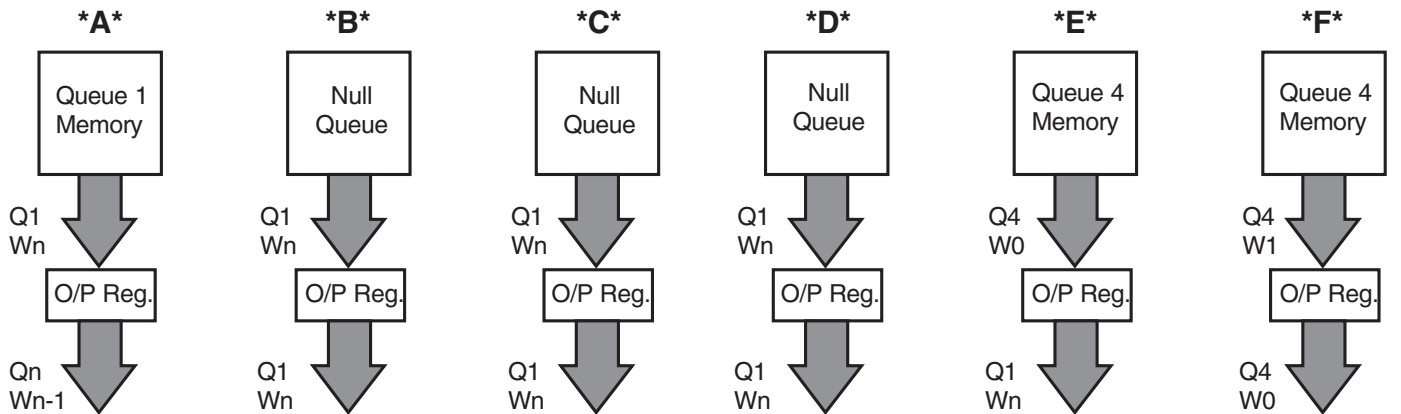 *A*
Queue 1
Memory
Q1
Wn
O/P Reg.
Qn
Wn-1
*B*
Null
Queue
Q1
Wn
O/P Reg.
Q1
Wn
*C*
Null
Queue
Q1
Wn
O/P Reg.
Q1
Wn
*D*
Null
Queue
Q1
Wn
O/P Reg.
Q1
Wn
*E*
Queue 4
Memory
Q4
W0
O/P Reg.
Q1
Wn
*F*
Queue 4
Memory
Q4
W1
O/P Reg.
Q4
W0